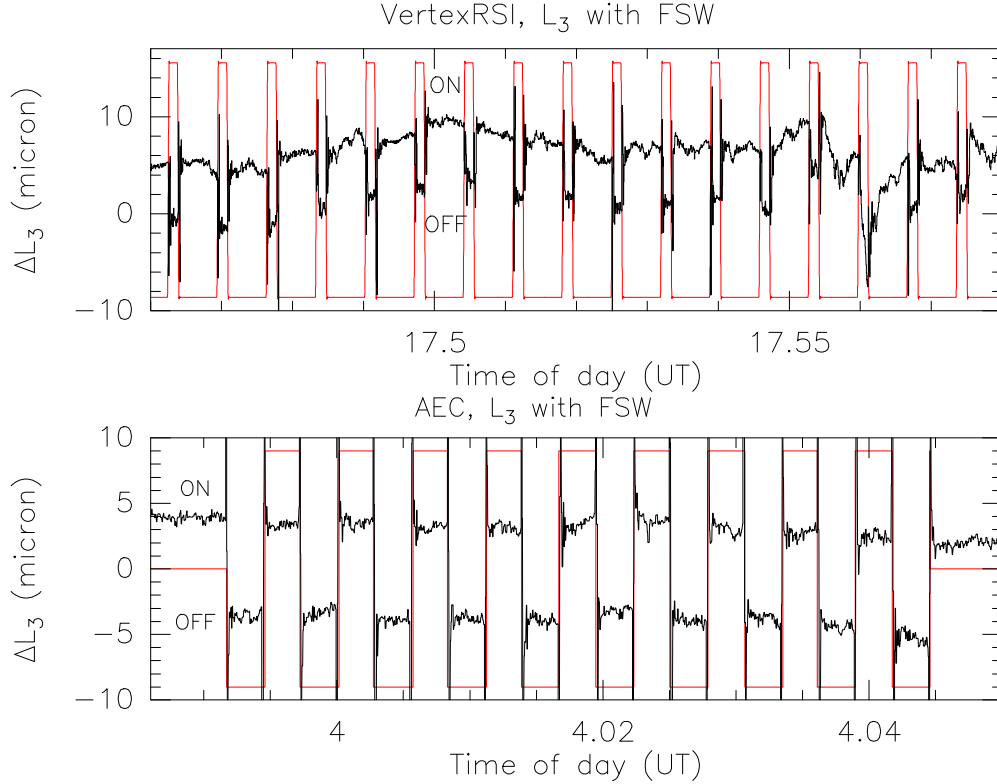 VertexRSI, L₃ with FSW
ΔL₃ (micron)
10
0
−10
ON
OFF
17.5
17.55
Time of day (UT)
AEC, L₃ with FSW
ΔL₃ (micron)
10
5
0
−5
−10
ON
OFF
4
4.02
4.04
Time of day (UT)